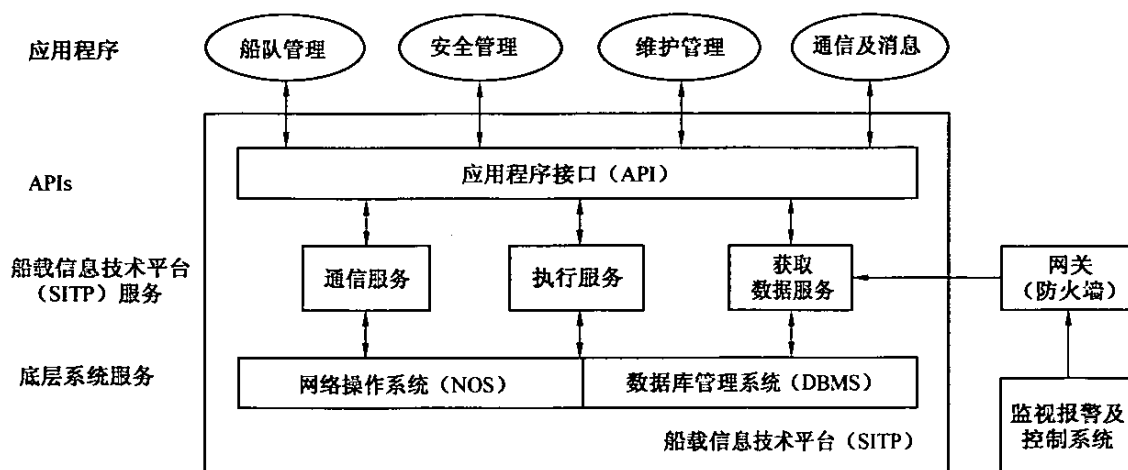 应用程序
船队管理
安全管理
维护管理
通信及消息
APIs
应用程序接口（API）
船载信息技术平台
（SITP）服务
通信服务
执行服务
获取
数据服务
网关
（防火墙）
底层系统服务
网络操作系统（NOS）
数据库管理系统（DBMS）
船载信息技术平台（SITP）
监视报警及
控制系统